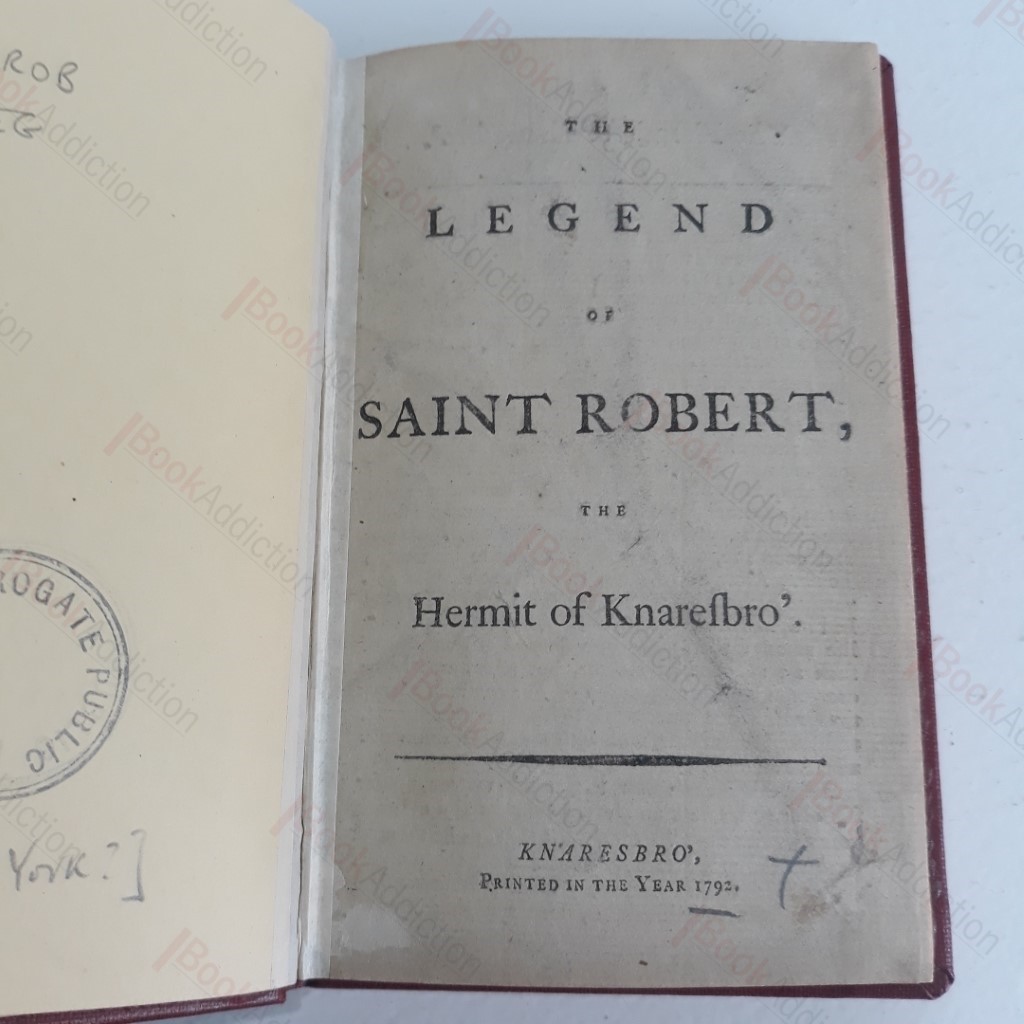 ROB
THE
LEGEND
OF
SAINT ROBERT,
THE
Hermit of Knareſbro'.
ROGATE PUBLIC
York?]
KNARESBRO',
PRINTED IN THE YEAR 1792.
BookAddiction